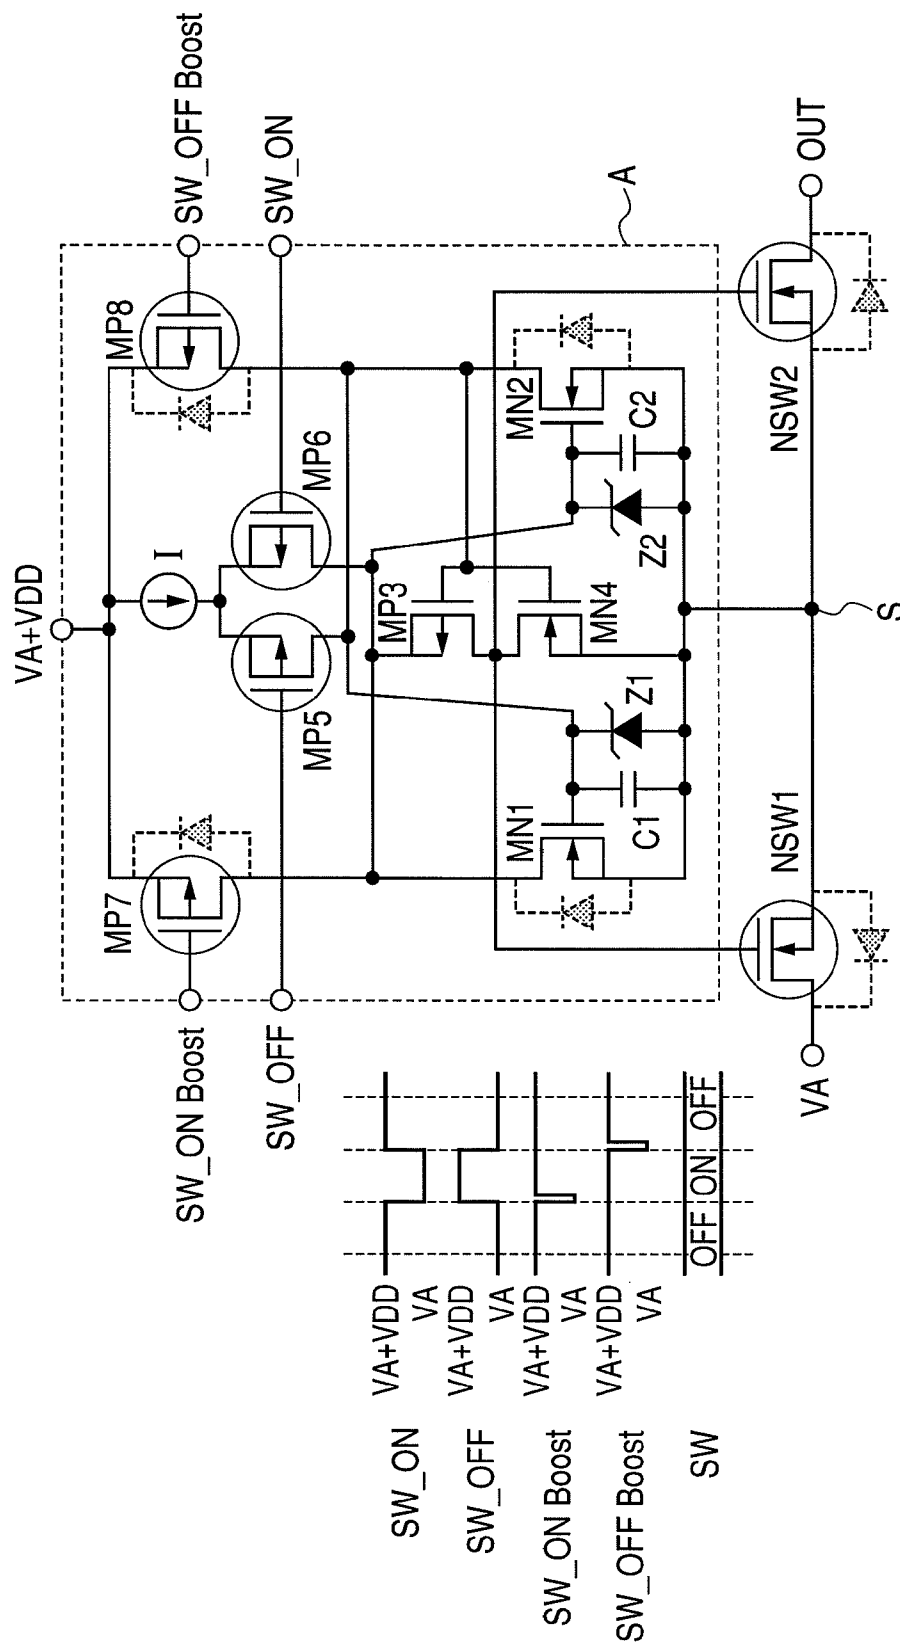 VA+VDD
SW_ON Boost
SW_OFF
SW_OFF Boost
SW_ON
MP7
MP8
I
MP5
MP6
A
MP3
MN4
MN1
C1
Z1
Z2
C2
MN2
NSW1
NSW2
VA
S
OUT
SW_ON
VA+VDD
VA
SW_OFF
VA+VDD
VA
SW_ON Boost
VA+VDD
VA
SW_OFF Boost
VA+VDD
VA
SW
OFF ON OFF